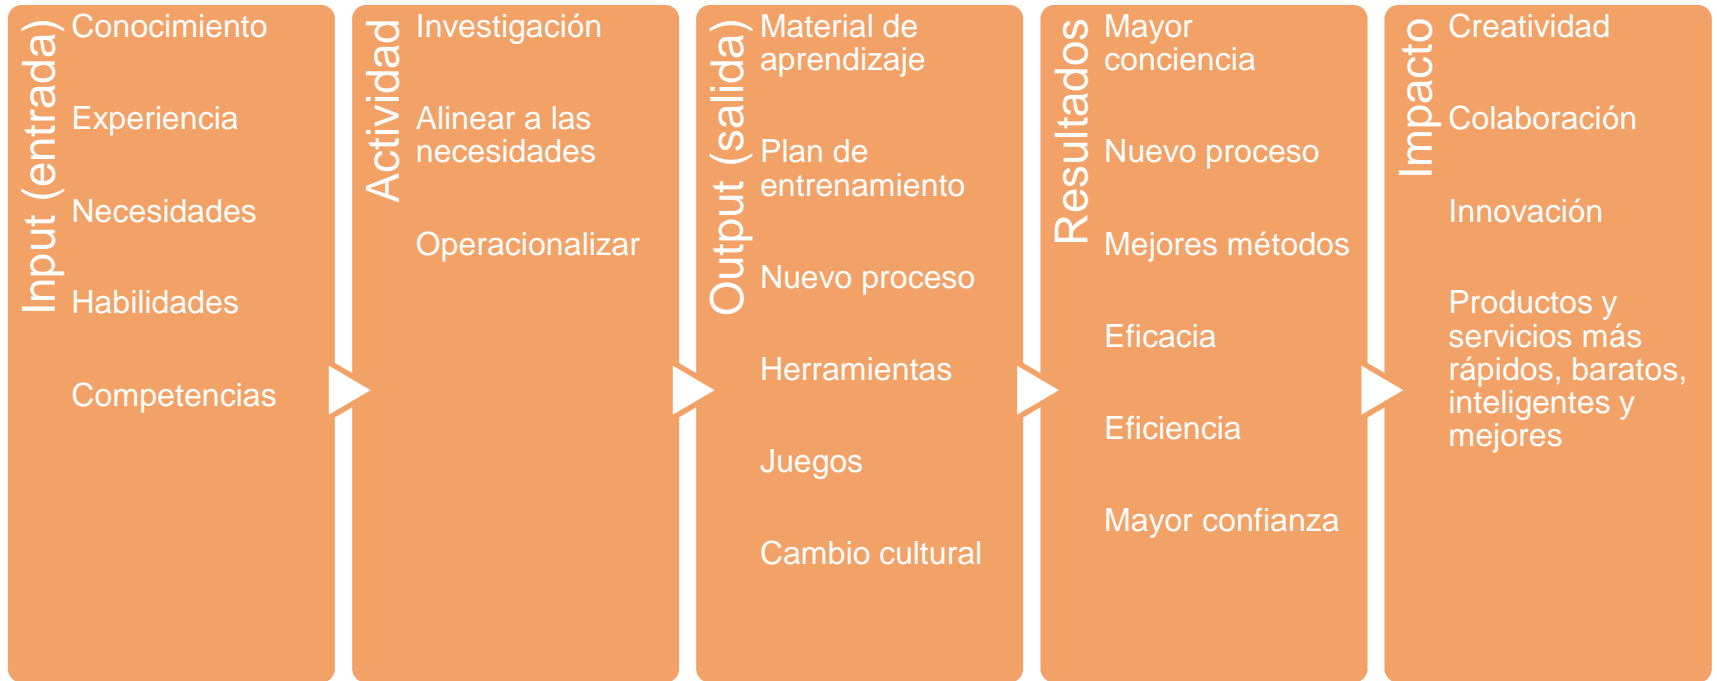 Input (entrada)
Conocimiento
Experiencia
Necesidades
Habilidades
Competencias
Actividad
Investigación
Alinear a las
necesidades
Operacionalizar
Output (salida)
Material de
aprendizaje
Plan de
entrenamiento
Nuevo proceso
Herramientas
Juegos
Cambio cultural
Resultados
Mayor
conciencia
Nuevo proceso
Mejores métodos
Eficacia
Eficiencia
Mayor confianza
Impacto
Creatividad
Colaboración
Innovación
Productos y
servicios más
rápidos, baratos,
inteligentes y
mejores